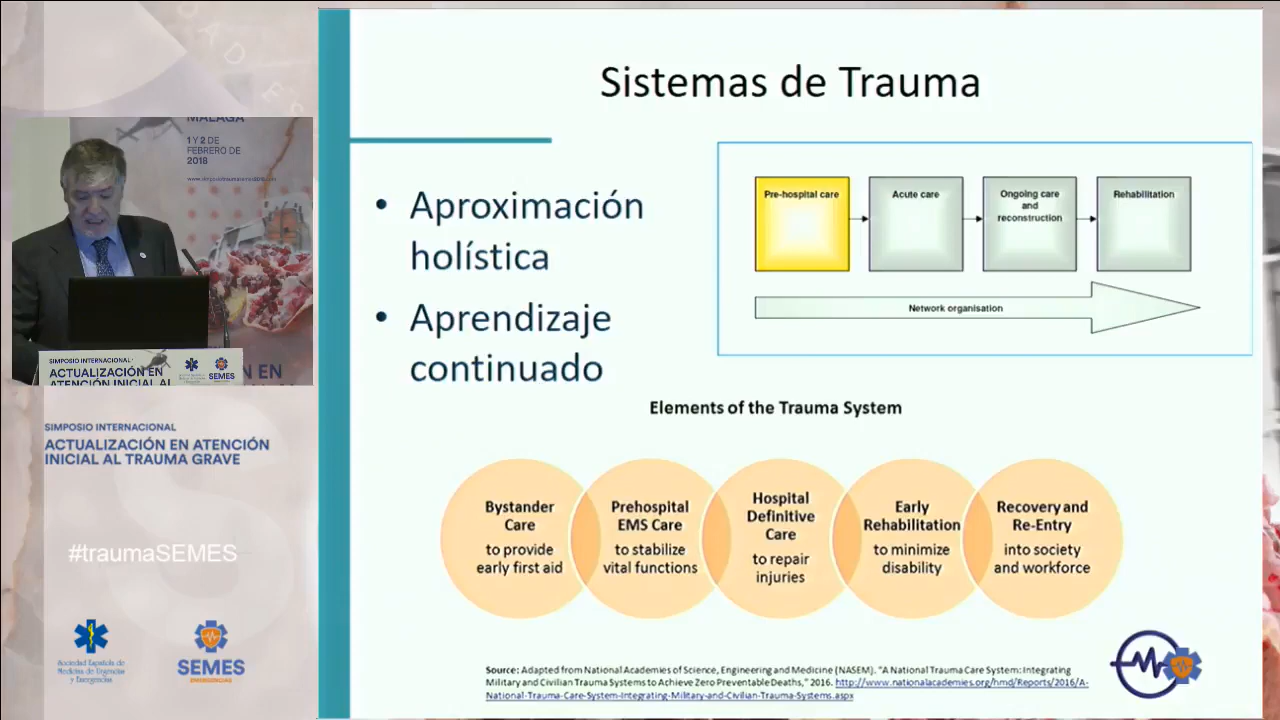 Sistemas de Trauma
• Aproximación
holística
• Aprendizaje
continuado
Pre-hospital care
Acute care
Ongoing care
and
reconstruction
Rehabilitation
Network organisation
Elements of the Trauma System
Bystander
Care
to provide
early first aid
Prehospital
EMS Care
to stabilize
vital functions
Hospital
Definitive
Care
to repair
injuries
Early
Rehabilitation
to minimize
disability
Recovery and
Re-Entry
into society
and workforce
Source: Adapted from National Academies of Science, Engineering and Medicine (NASEM). "A National Trauma Care System: Integrating
Military and Civilian Trauma Systems to Achieve Zero Preventable Deaths," 2016. http://www.nationalacademies.org/hmd/Reports/2016/A-
National-Trauma-Care-System-Integrating-Military-and-Civilian-Trauma-Systems.aspx
MÁLAGA
1 Y 2 DE
FEBRERO DE
2018
SIMPOSIO INTERNACIONAL
ACTUALIZACIÓN EN
ATENCIÓN INICIAL AL
SEMES
EN
SIMPOSIO INTERNACIONAL
ACTUALIZACIÓN EN ATENCIÓN
INICIAL AL TRAUMA GRAVE
#traumaSEMES
Sociedad Española de
Medicina de Urgencias
y Emergencias
SEMES
EMERGENCIAS